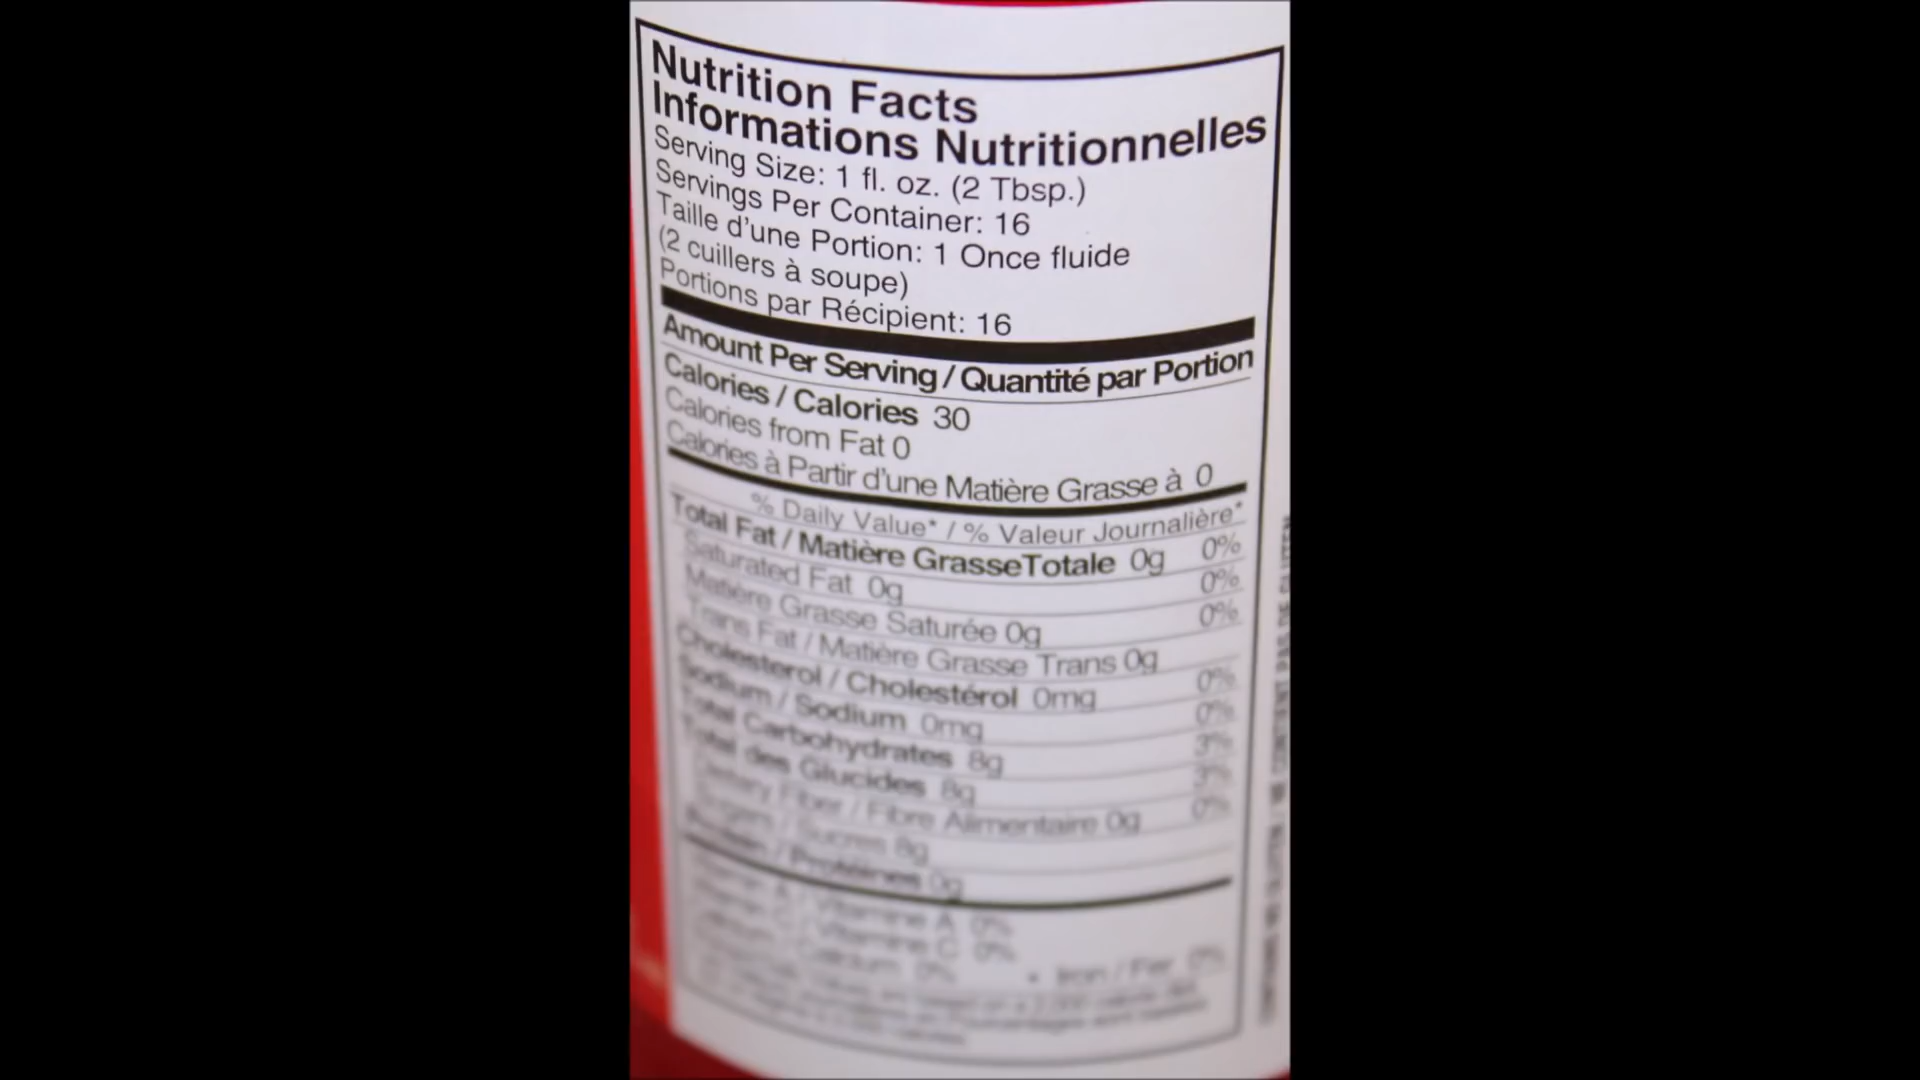 Nutrition Facts
Informations Nutritionnelles
Serving Size: 1 fl. oz. (2 Tbsp.)
Servings Per Container: 16
Taille d'une Portion: 1 Once fluide
(2 cuillers à soupe)
Portions par Récipient: 16
Amount Per Serving / Quantité par Portion
Calories / Calories 30
Calories from Fat 0
Calories à Partir d'une Matière Grasse à 0
% Daily Value* / % Valeur Journalière*
Total Fat / Matière GrasseTotale 0g 0%
Saturated Fat 0g 0%
Matière Grasse Saturée 0g 0%
Trans Fat / Matière Grasse Trans 0g
Cholesterol / Cholestérol 0mg 0%
Sodium / Sodium 0mg 0%
Total Carbohydrates 8g 3%
Total des Glucides 8g 3%
Dietary Fiber / Fibre Alimentaire 0g 0%
Sugars / Sucres 8g
Protein / Protéines 0g
Vitamin A / Vitamine A 0%
Vitamin C / Vitamine C 0%
Calcium / Calcium 0% • Iron / Fer 0%